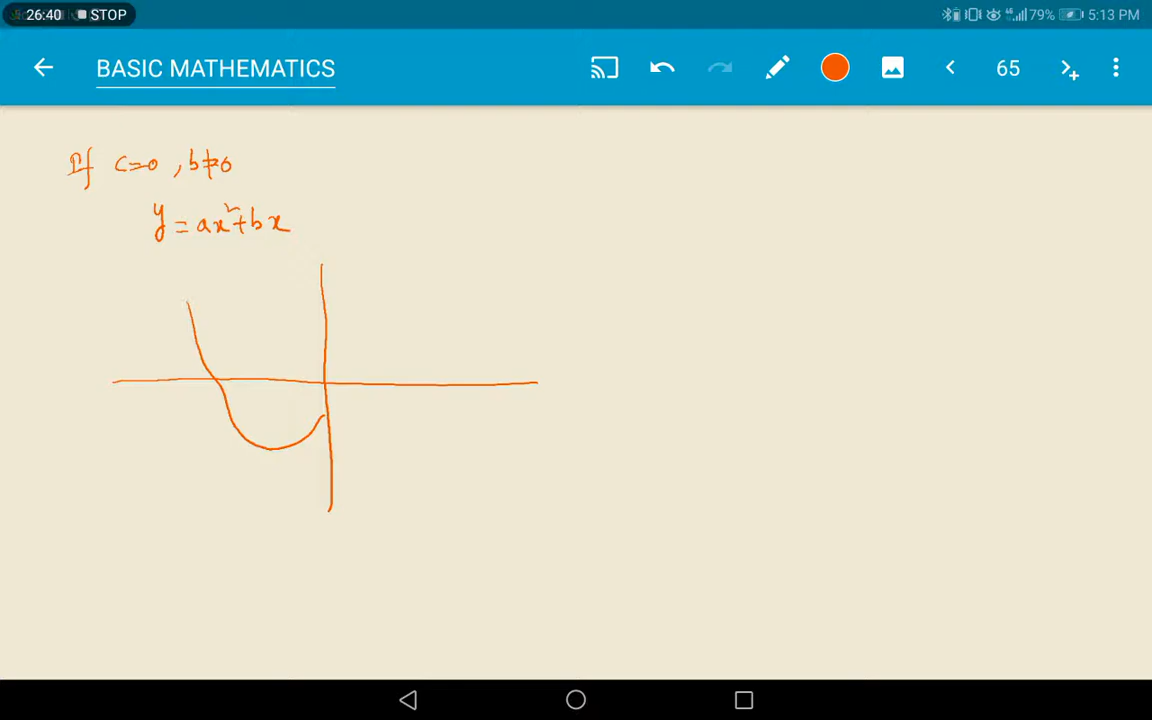 26:40 STOP 79% 5:13 PM
BASIC MATHEMATICS 65
If c=0, b≠0
y = ax²+bx